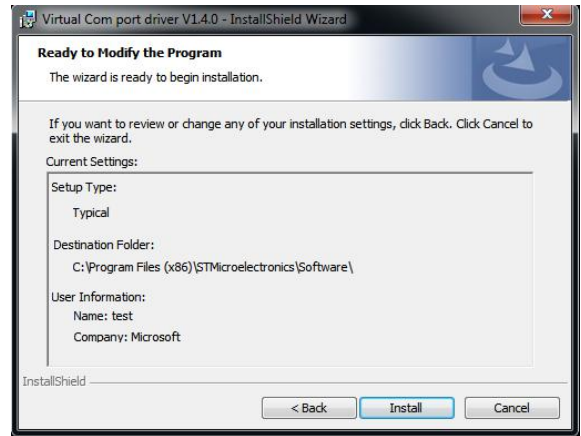 Virtual Com port driver V1.4.0 - InstallShield Wizard
Ready to Modify the Program
The wizard is ready to begin installation.
If you want to review or change any of your installation settings, click Back. Click Cancel to
exit the wizard.
Current Settings:
Setup Type:
Typical
Destination Folder:
C:\Program Files (x86)\STMicroelectronics\Software\
User Information:
Name: test
Company: Microsoft
InstallShield
< Back
Install
Cancel